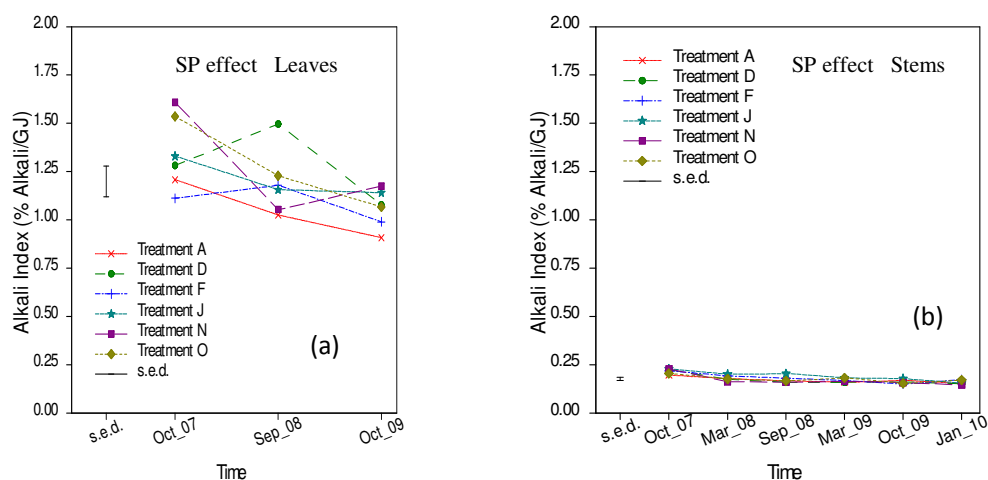 2.00
1.75
1.50
1.25
1.00
0.75
0.50
0.25
0.00
Alkali Index (% Alkali/GJ)
SP effect Leaves
Treatment A
Treatment D
Treatment F
Treatment J
Treatment N
Treatment O
s.e.d.
(a)
s.e.d.
Oct_07
Sep_08
Oct_09
Time
2.00
1.75
1.50
1.25
1.00
0.75
0.50
0.25
0.00
Alkali Index (% Alkali/GJ)
Treatment A
Treatment D
Treatment F
Treatment J
Treatment N
Treatment O
s.e.d.
SP effect Stems
(b)
s.e.d.
Oct_07
Mar_08
Sep_08
Mar_09
Oct_09
Jan_10
Time